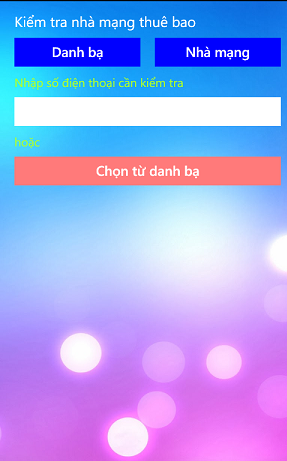 Kiểm tra nhà mạng thuê bao
Danh bạ
Nhà mạng
Nhập số điện thoại cần kiểm tra
hoặc
Chọn từ danh bạ